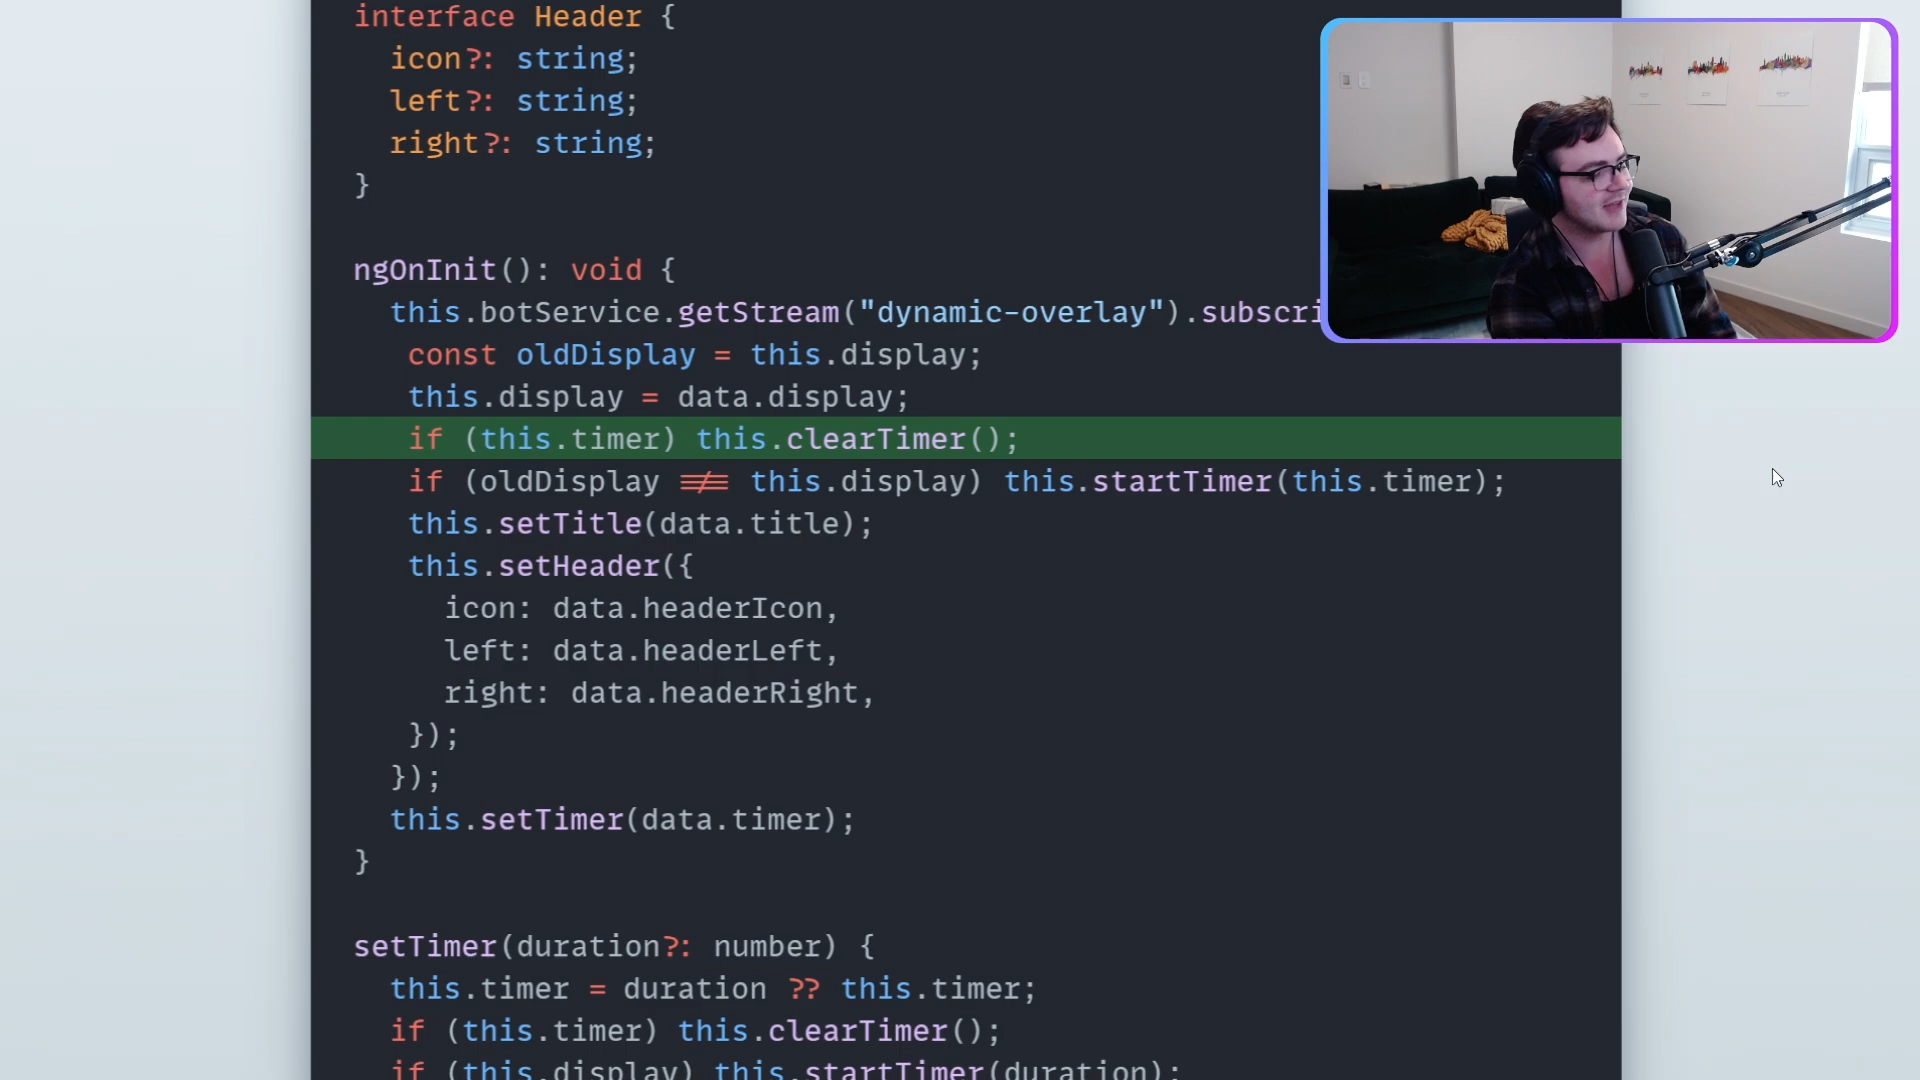 interface Header {
icon?: string;
left?: string;
right?: string;
}
ngOnInit(): void {
this.botService.getStream("dynamic-overlay").subscri
const oldDisplay = this.display;
this.display = data.display;
if (this.timer) this.clearTimer();
if (oldDisplay !== this.display) this.startTimer(this.timer);
this.setTitle(data.title);
this.setHeader({
icon: data.headerIcon,
left: data.headerLeft,
right: data.headerRight,
});
});
this.setTimer(data.timer);
}
setTimer(duration?: number) {
this.timer = duration ?? this.timer;
if (this.timer) this.clearTimer();
if (this.display) this.startTimer(duration);